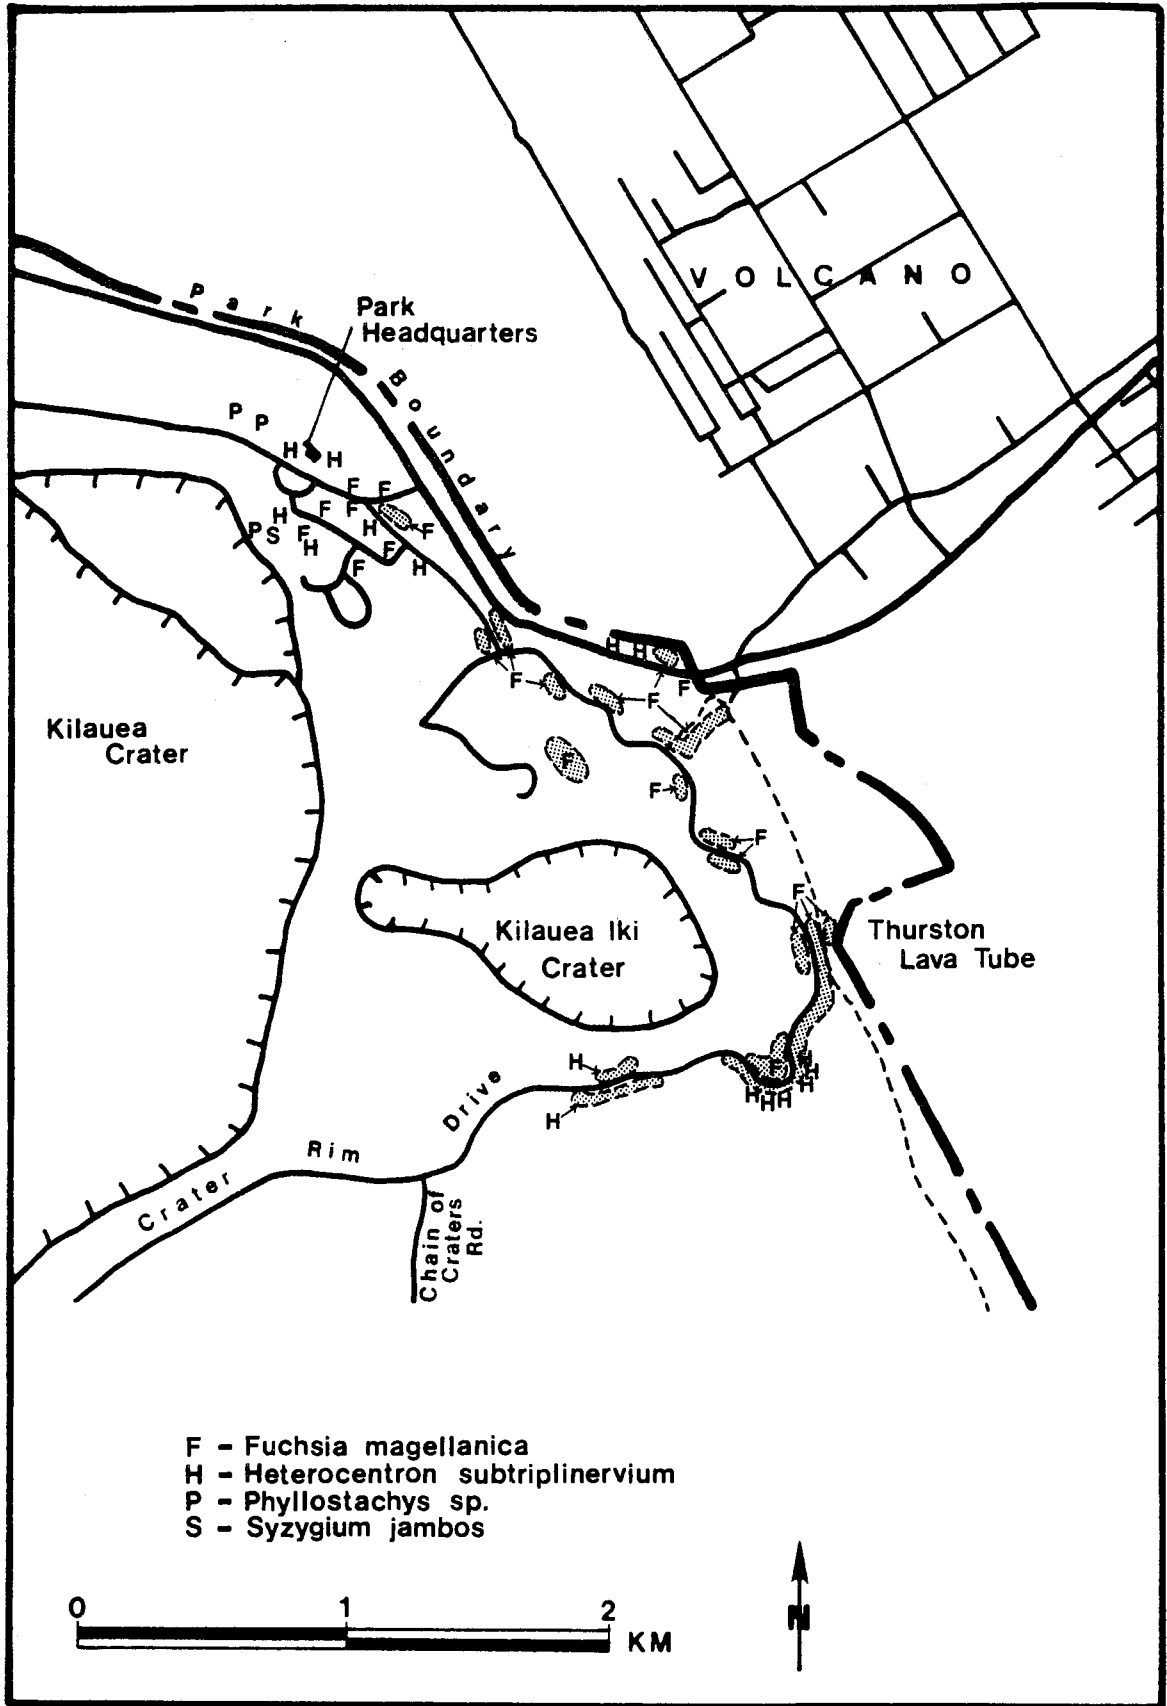 VOLCANO
Park Boundary
Park
Headquarters
P P
H H
F F
F F F
H H F
P S F
H F
F H
H H
F F F
F
F
F
F
Kilauea
Crater
Kilauea Iki
Crater
Thurston
Lava Tube
F
H
F H
H
H H H
H
Crater Rim Drive
Chain of
Craters
Rd.
F - Fuchsia magellanica
H - Heterocentron subtriplinervium
P - Phyllostachys sp.
S - Syzygium jambos
0 1 2
KM
N